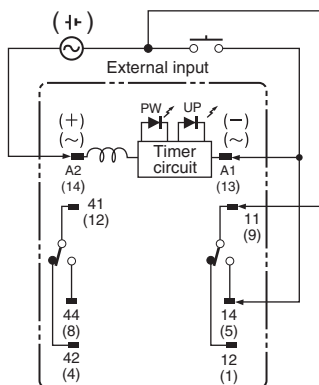 External input
(+)
(~)
PW
UP
(−)
(~)
Timer
circuit
A2
(14)
A1
(13)
41
(12)
11
(9)
44
(8)
14
(5)
42
(4)
12
(1)